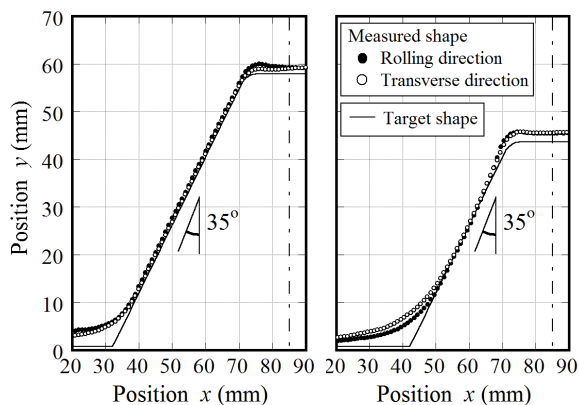 70
60
50
40
30
20
10
0
Position y (mm)
35°
20 30 40 50 60 70 80 90
Position x (mm)
Measured shape
Rolling direction
Transverse direction
Target shape
35°
20 30 40 50 60 70 80 90
Position x (mm)